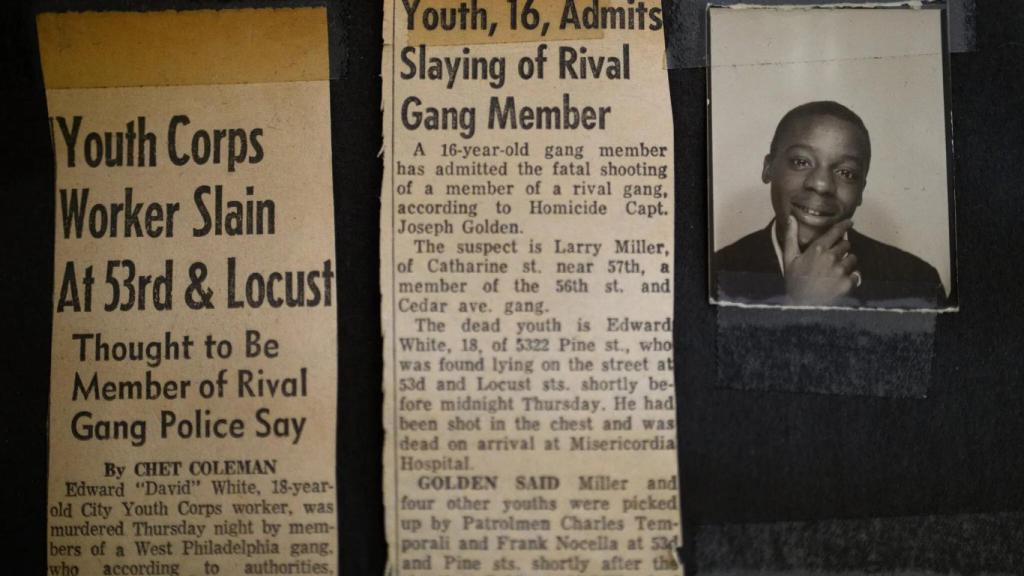 Youth Corps
Worker Slain
At 53rd & Locust
Thought to Be
Member of Rival
Gang Police Say
By CHET COLEMAN
Edward "David" White, 18-year-
old City Youth Corps worker, was
murdered Thursday night by mem-
bers of a West Philadelphia gang,
who according to authorities,
Youth, 16, Admits
Slaying of Rival
Gang Member
A 16-year-old gang member
has admitted the fatal shooting
of a member of a rival gang,
according to Homicide Capt.
Joseph Golden.
The suspect is Larry Miller,
of Catharine st. near 57th, a
member of the 56th st. and
Cedar ave. gang.
The dead youth is Edward
White, 18, of 5322 Pine st., who
was found lying on the street at
53d and Locust sts. shortly be-
fore midnight Thursday. He had
been shot in the chest and was
dead on arrival at Misericordia
Hospital.
GOLDEN SAID Miller and
four other youths were picked
up by Patrolmen Charles Tem-
porali and Frank Nocella at 53d
and Pine sts. shortly after the